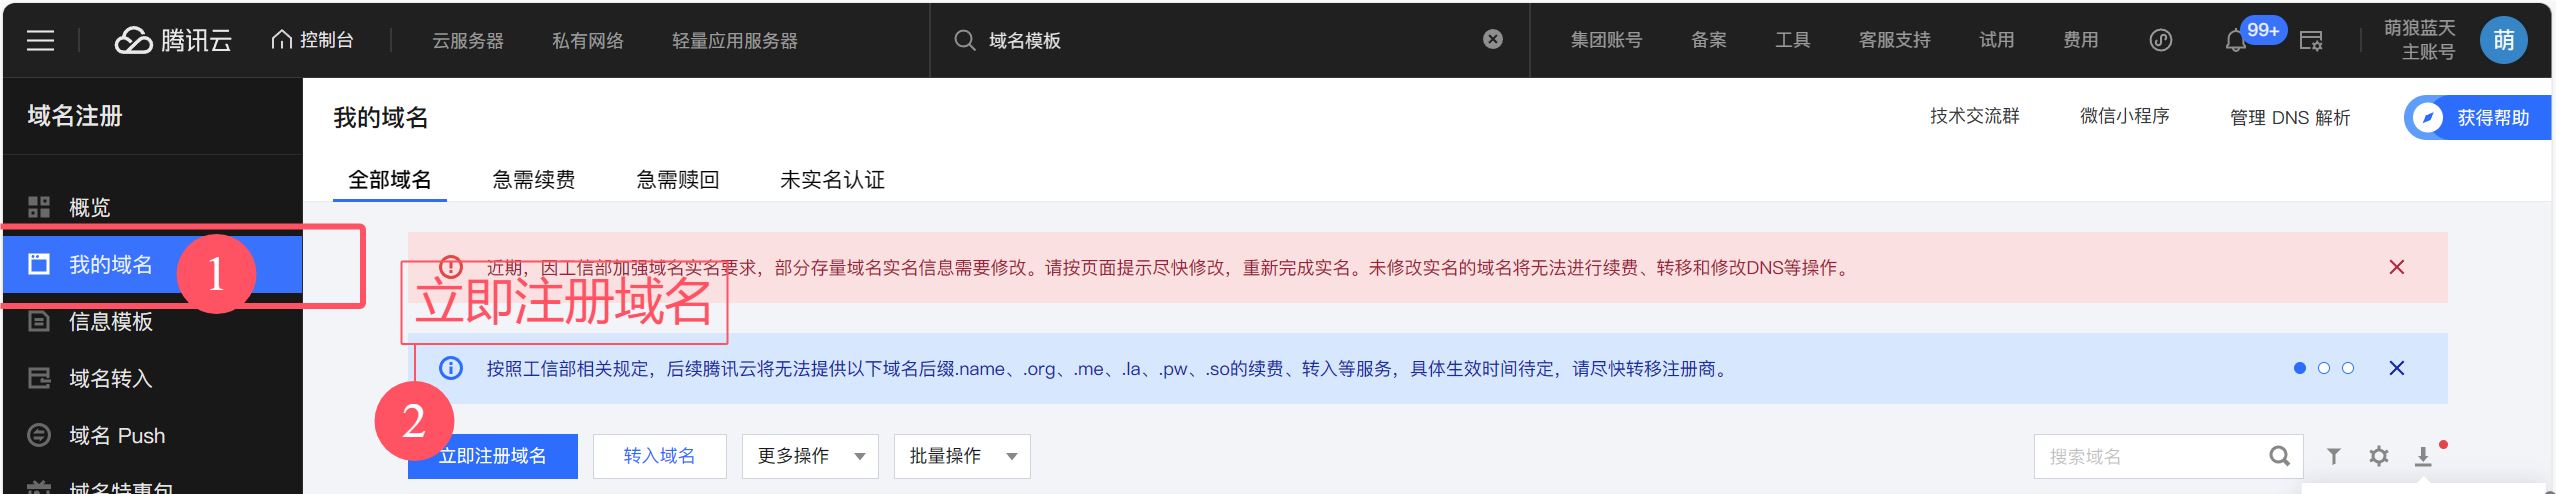 腾讯云 控制台 云服务器 私有网络 轻量应用服务器 域名模板 集团账号 备案 工具 客服支持 试用 费用 99+ 萌狼蓝天 萌
主账号
域名注册
我的域名 技术交流群 微信小程序 管理 DNS 解析 获得帮助
全部域名 急需续费 急需赎回 未实名认证
概览
我的域名 1
信息模板
域名转入
域名 Push
域名特惠包
近期，因工信部加强域名实名要求，部分存量域名实名信息需要修改。请按页面提示尽快修改，重新完成实名。未修改实名的域名将无法进行续费、转移和修改DNS等操作。
立即注册域名
按照工信部相关规定，后续腾讯云将无法提供以下域名后缀.name、.org、.me、.la、.pw、.so的续费、转入等服务，具体生效时间待定，请尽快转移注册商。
2
立即注册域名 转入域名 更多操作 批量操作 搜索域名